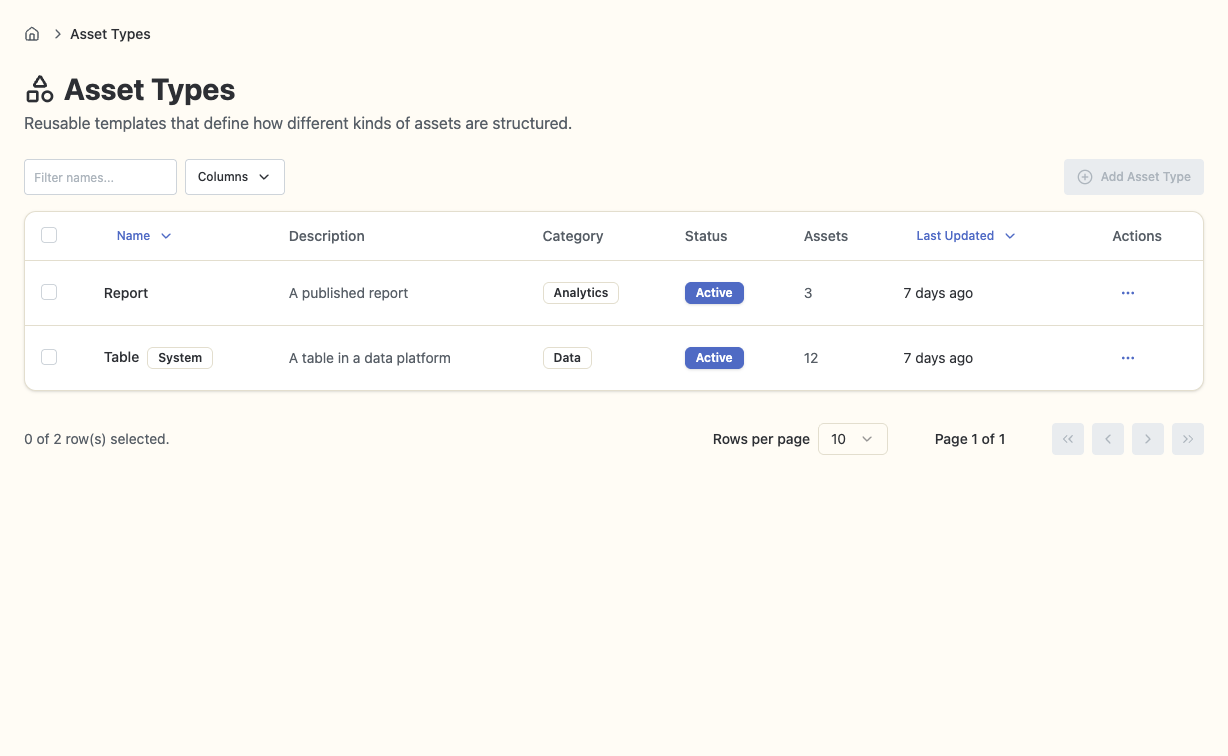 Asset Types
Asset Types
Reusable templates that define how different kinds of assets are structured.
Filter names...
Columns
Add Asset Type
Name Description Category Status Assets Last Updated Actions
Report A published report Analytics Active 3 7 days ago
Table System A table in a data platform Data Active 12 7 days ago
0 of 2 row(s) selected.
Rows per page 10 Page 1 of 1